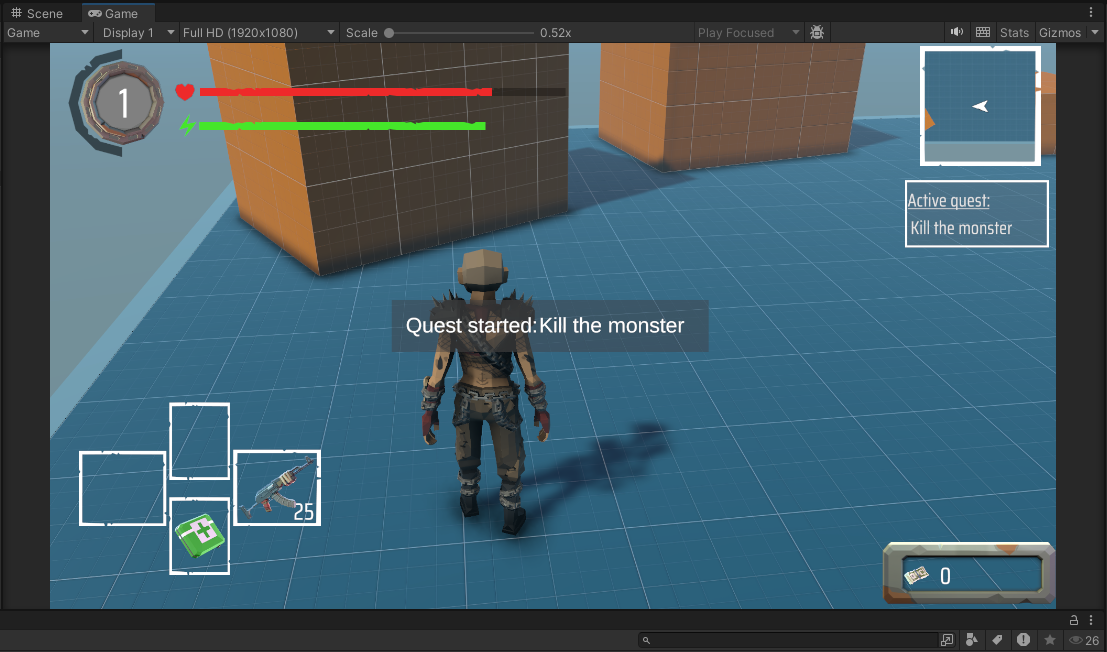 Scene
Game
Game
Display 1
Full HD (1920x1080)
Scale
0.52x
Play Focused
Stats
Gizmos
1
Active quest:
Kill the monster
Quest started:Kill the monster
25
0
26